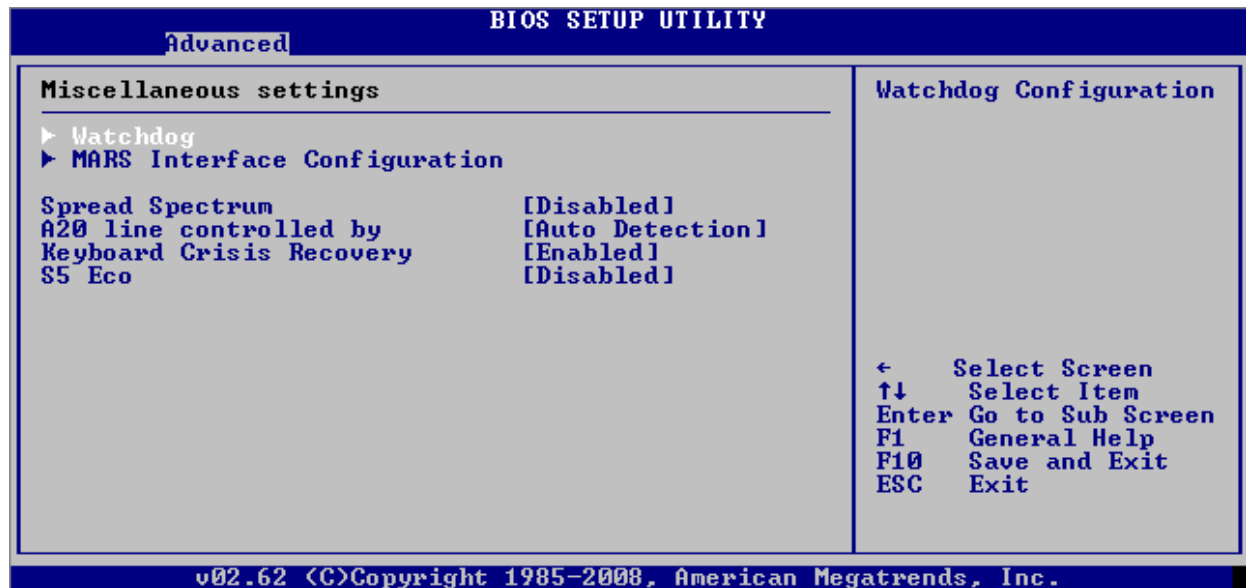 BIOS SETUP UTILITY
Advanced
Miscellaneous settings
► Watchdog
► MARS Interface Configuration
Spread Spectrum [Disabled]
A20 line controlled by [Auto Detection]
Keyboard Crisis Recovery [Enabled]
S5 Eco [Disabled]
Watchdog Configuration
← Select Screen
↑↓ Select Item
Enter Go to Sub Screen
F1 General Help
F10 Save and Exit
ESC Exit
v02.62 (C)Copyright 1985-2008, American Megatrends, Inc.